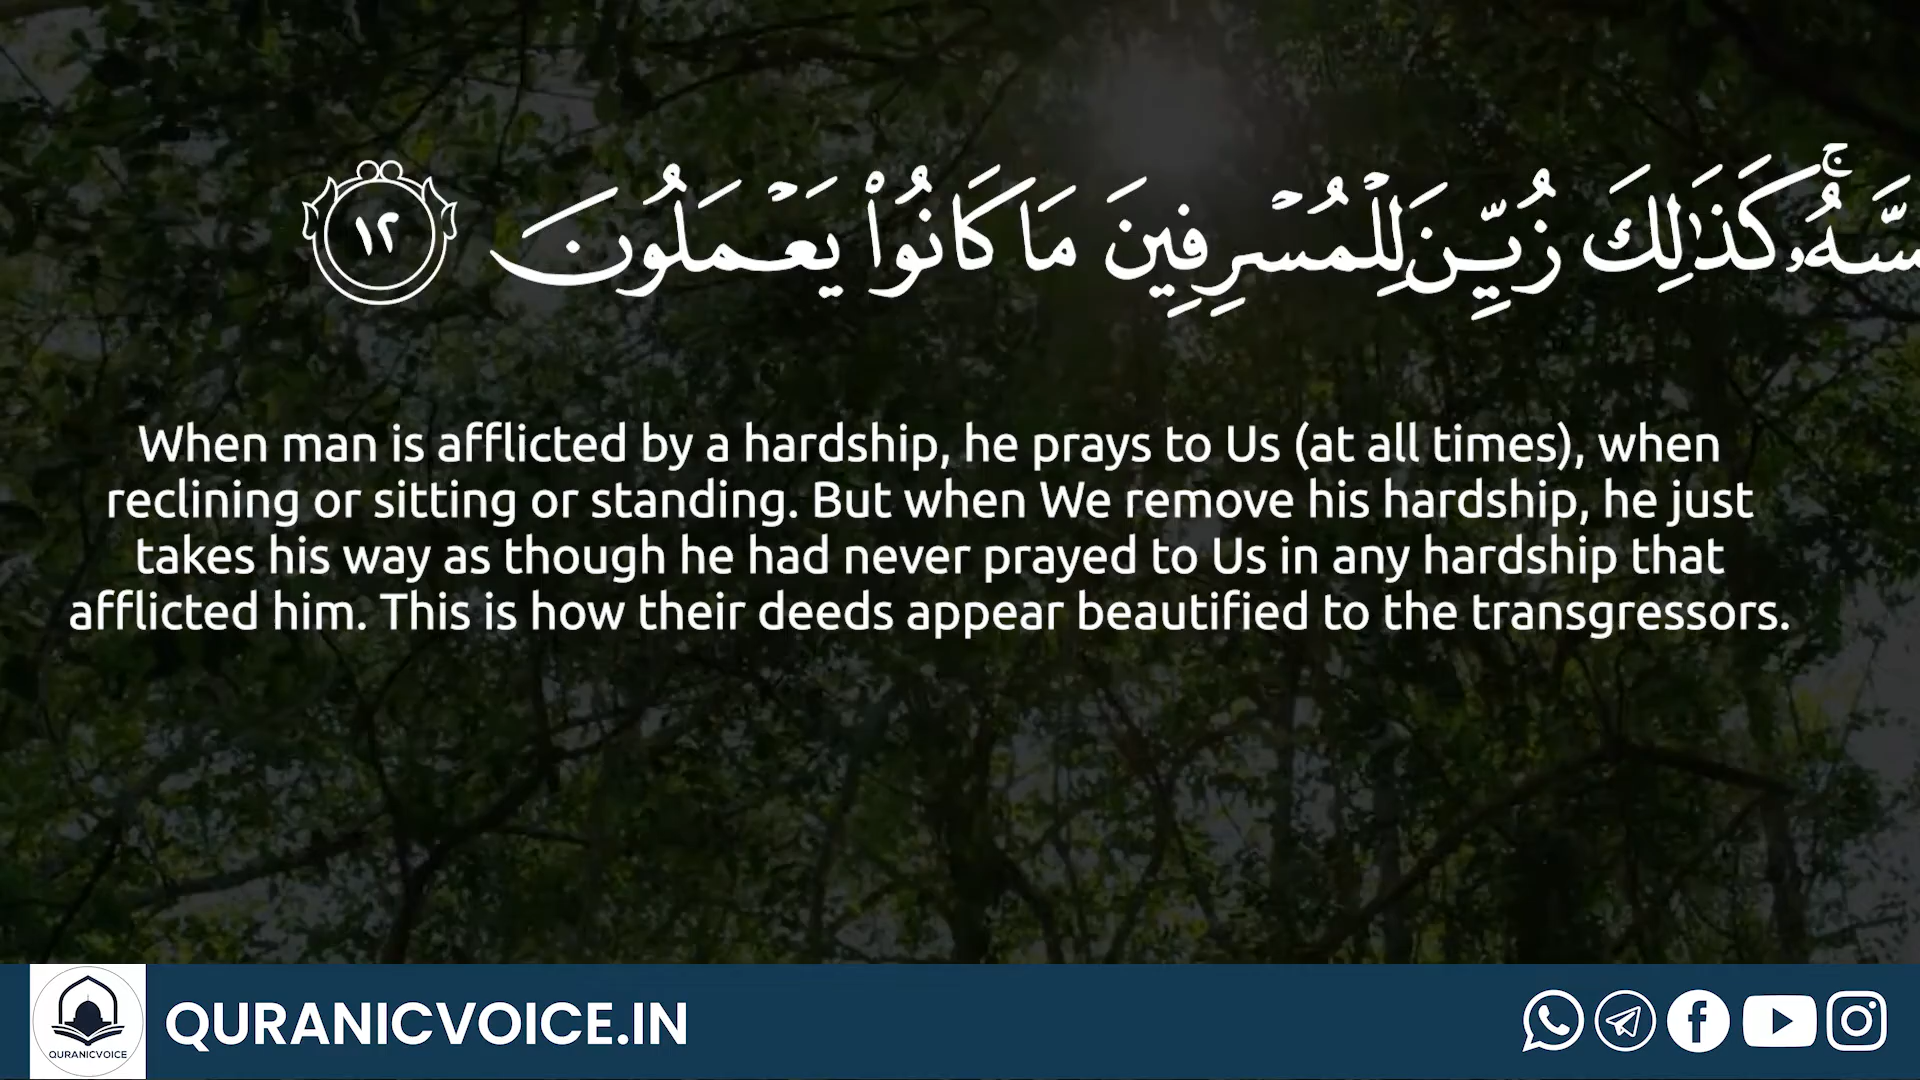 كَذَٰلِكَ زُيِّنَ لِلْمُسْرِفِينَ مَا كَانُوا۟ يَعْمَلُونَ ١٢
When man is afflicted by a hardship, he prays to Us (at all times), when
reclining or sitting or standing. But when We remove his hardship, he just
takes his way as though he had never prayed to Us in any hardship that
afflicted him. This is how their deeds appear beautified to the transgressors.
QURANICVOICE
QURANICVOICE.IN